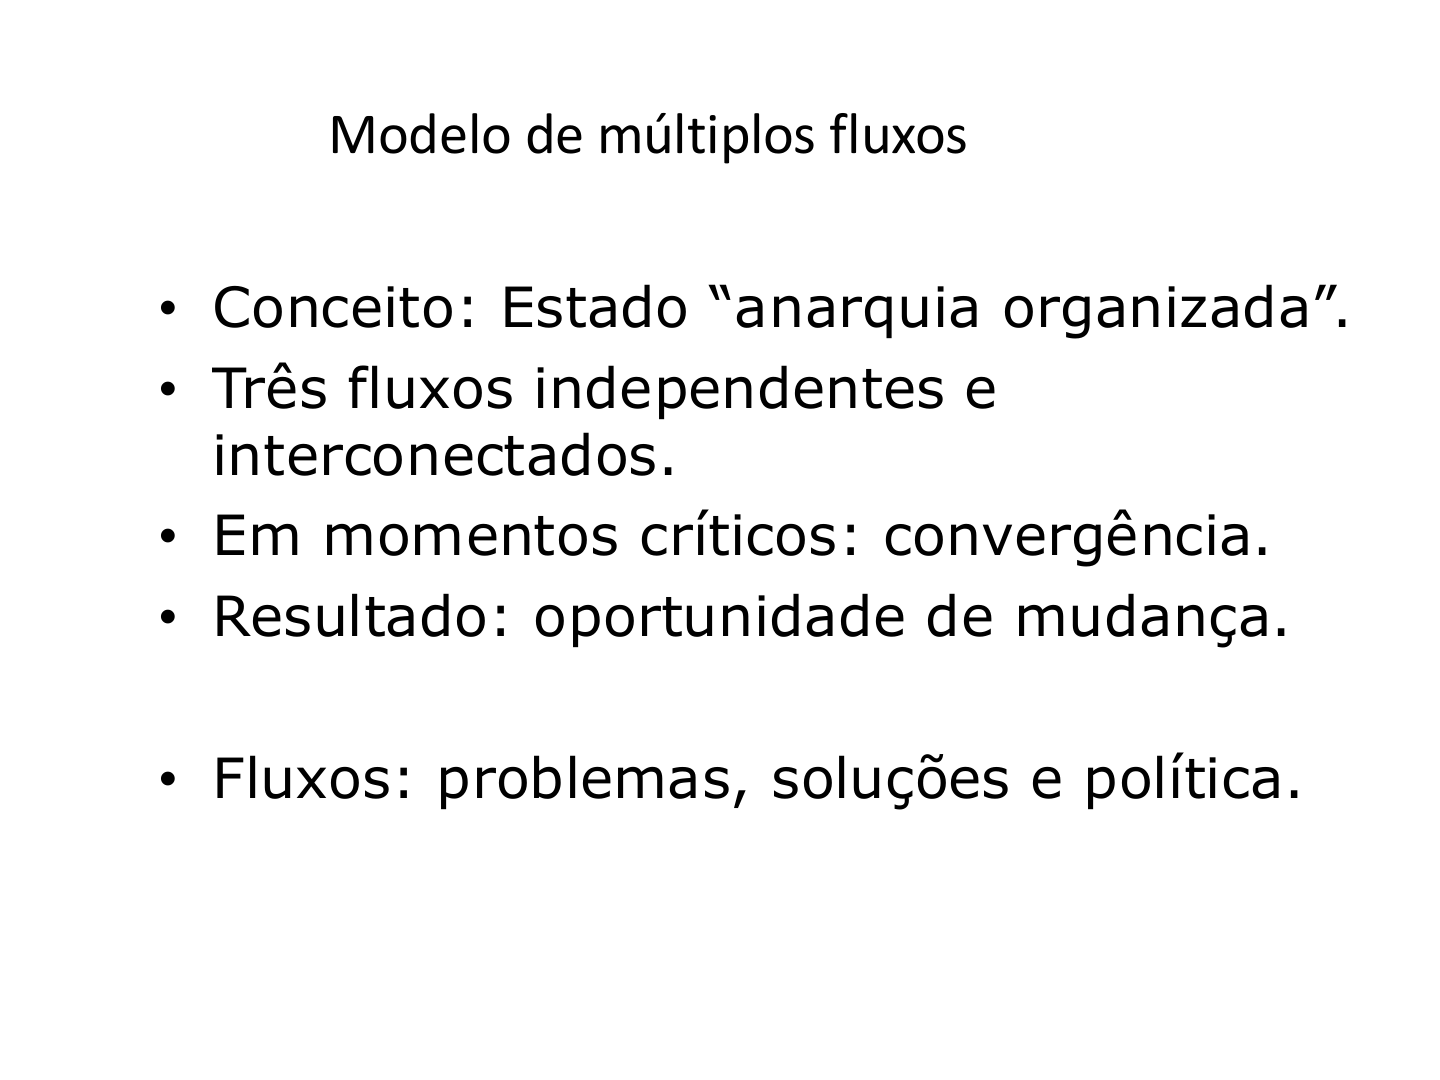 Modelo de múltiplos fluxos
• Conceito: Estado “anarquia organizada”.
• Três fluxos independentes e
interconectados.
• Em momentos críticos: convergência.
• Resultado: oportunidade de mudança.
• Fluxos: problemas, soluções e política.